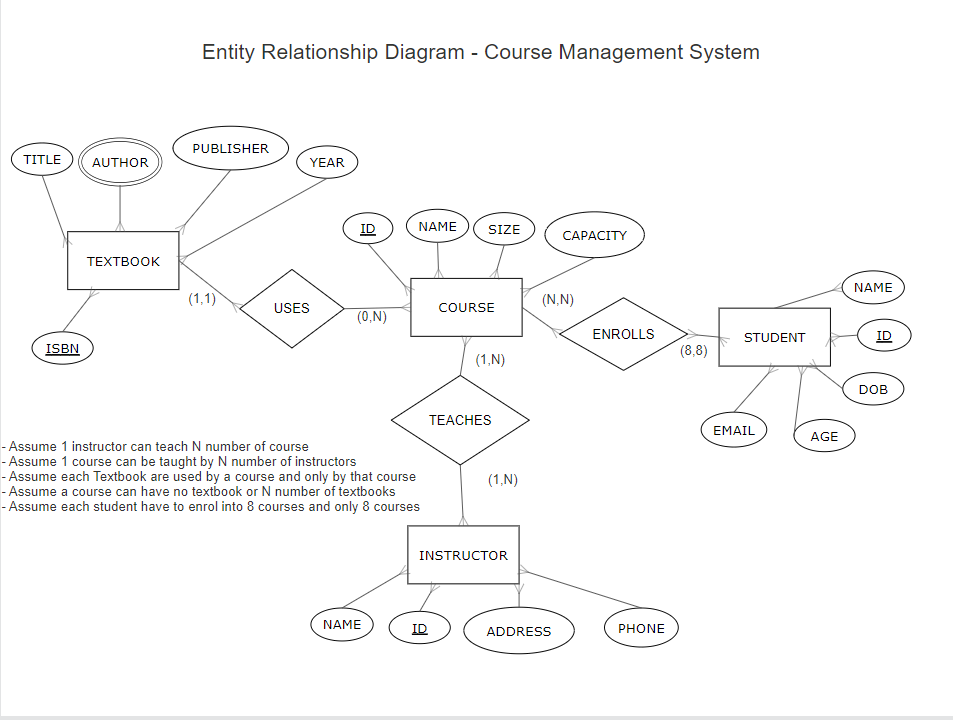 Entity Relationship Diagram - Course Management System
TITLE
AUTHOR
PUBLISHER
YEAR
TEXTBOOK
ISBN
(1,1)
USES
(0,N)
ID
NAME
SIZE
CAPACITY
COURSE
(N,N)
ENROLLS
(8,8)
STUDENT
NAME
ID
DOB
AGE
EMAIL
(1,N)
TEACHES
(1,N)
- Assume 1 instructor can teach N number of course
- Assume 1 course can be taught by N number of instructors
- Assume each Textbook are used by a course and only by that course
- Assume a course can have no textbook or N number of textbooks
- Assume each student have to enrol into 8 courses and only 8 courses
INSTRUCTOR
NAME
ID
ADDRESS
PHONE